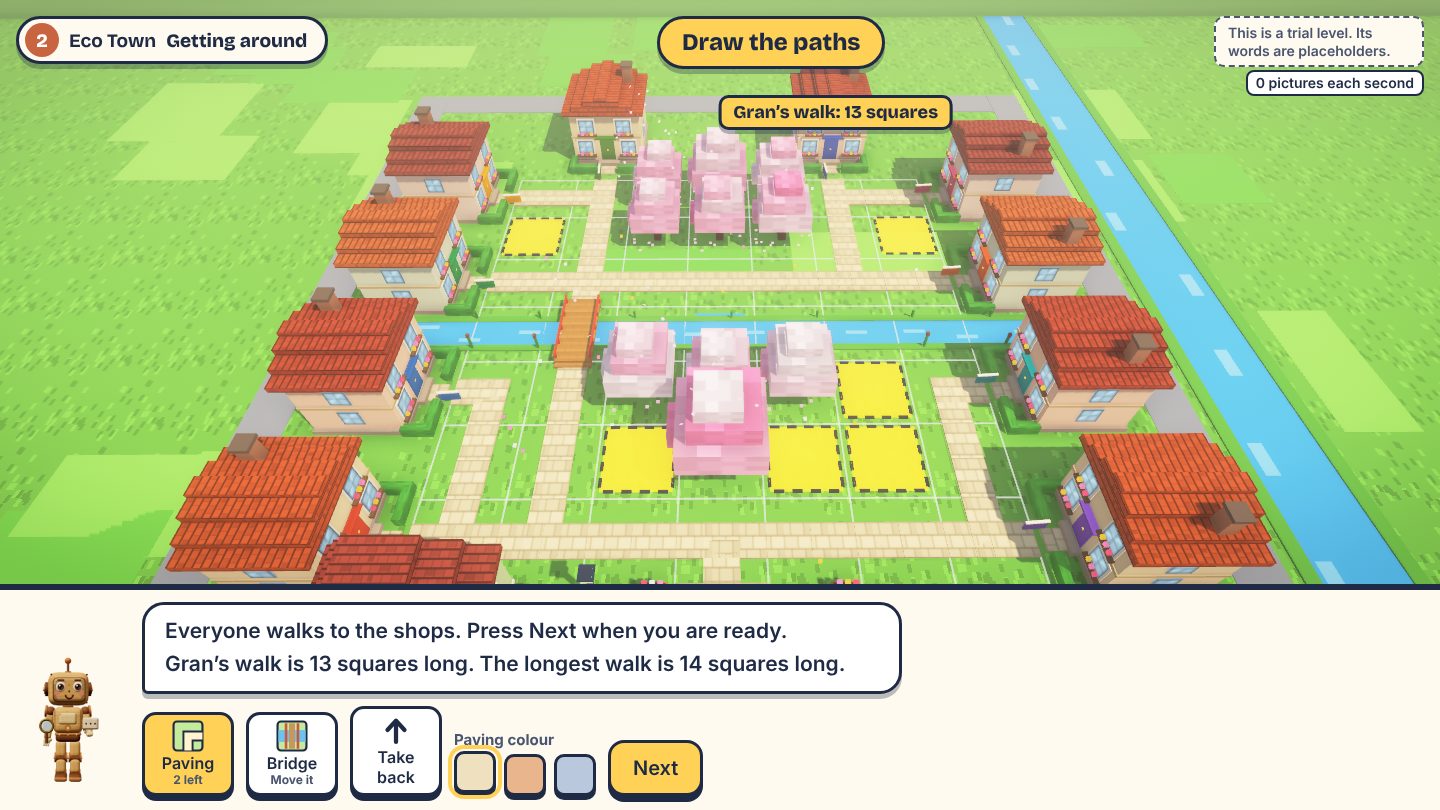 2 Eco Town Getting around
Draw the paths
This is a trial level. Its
words are placeholders.
0 pictures each second
Gran's walk: 13 squares
Everyone walks to the shops. Press Next when you are ready.
Gran's walk is 13 squares long. The longest walk is 14 squares long.
Paving
2 left
Bridge
Move it
Take
back
Paving colour
Next